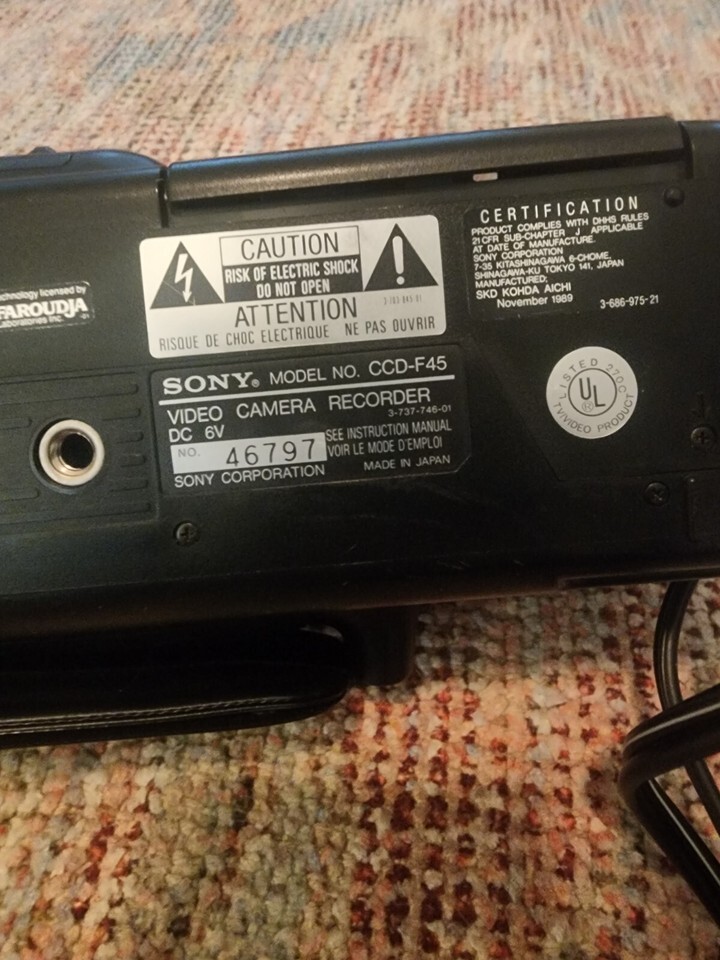 CAUTION
RISK OF ELECTRIC SHOCK
DO NOT OPEN
ATTENTION
RISQUE DE CHOC ELECTRIQUE NE PAS OUVRIR
CERTIFICATION
PRODUCT COMPLIES WITH DHHS RULES
21 CFR SUB-CHAPTER J APPLICABLE
AT DATE OF MANUFACTURE.
SONY CORPORATION
7-35 KITASHINAGAWA 6-CHOME,
SHINAGAWA-KU TOKYO 141, JAPAN
MANUFACTURED:
SKD KOHDA AICHI
November 1989 3-686-975-21
licensed by
FAROUDJA
Laboratories Inc.
SONY® MODEL NO. CCD-F45
VIDEO CAMERA RECORDER
3-737-746-01
DC 6V
NO. 46797
SEE INSTRUCTION MANUAL
VOIR LE MODE D'EMPLOI
SONY CORPORATION MADE IN JAPAN
LISTED 270C
UL
TV/VIDEO PRODUCT